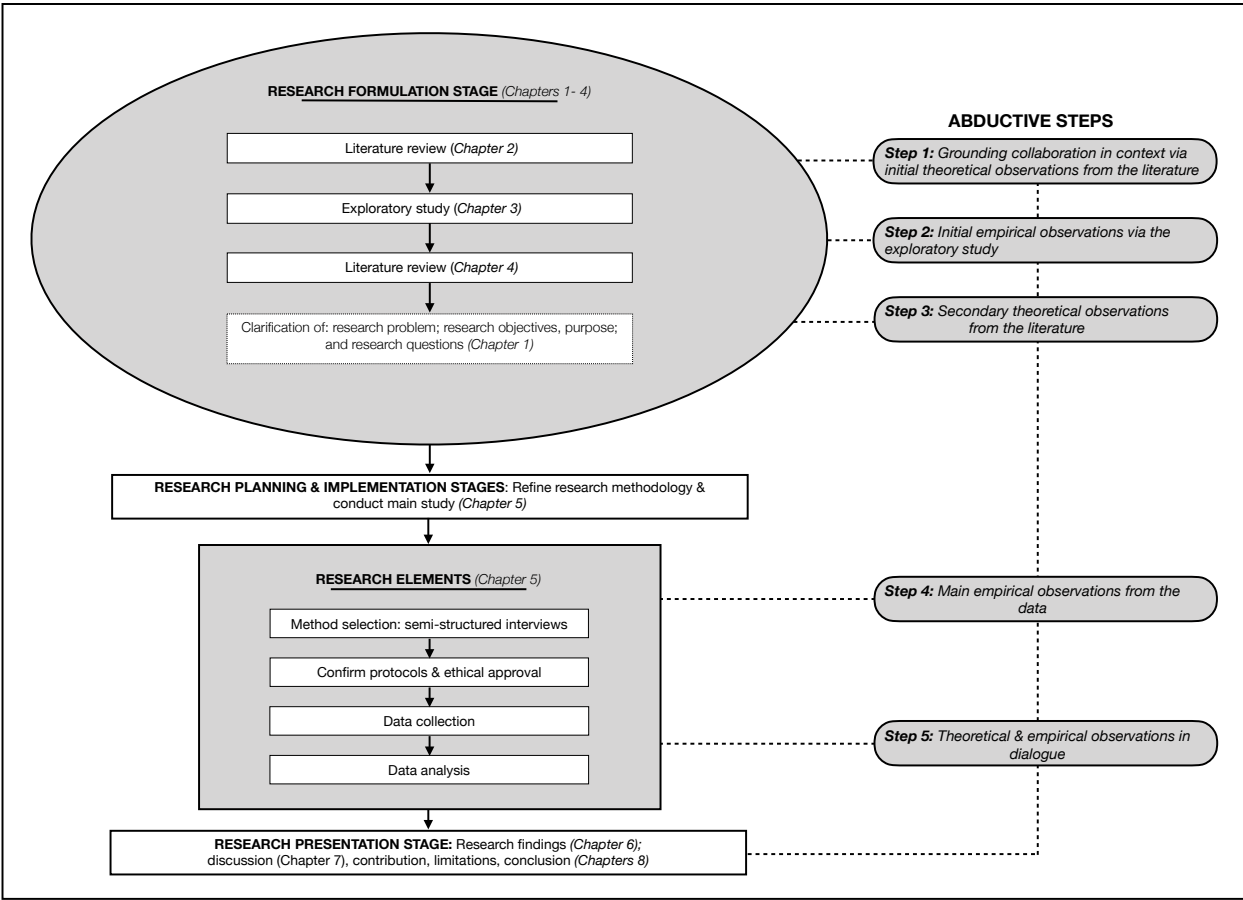 RESEARCH FORMULATION STAGE (Chapters 1- 4)
Literature review (Chapter 2)
Exploratory study (Chapter 3)
Literature review (Chapter 4)
Clarification of: research problem; research objectives, purpose;
and research questions (Chapter 1)
ABDUCTIVE STEPS
Step 1: Grounding collaboration in context via
initial theoretical observations from the literature
Step 2: Initial empirical observations via the
exploratory study
Step 3: Secondary theoretical observations
from the literature
RESEARCH PLANNING & IMPLEMENTATION STAGES: Refine research methodology &
conduct main study (Chapter 5)
RESEARCH ELEMENTS (Chapter 5)
Method selection: semi-structured interviews
Confirm protocols & ethical approval
Data collection
Data analysis
Step 4: Main empirical observations from the
data
Step 5: Theoretical & empirical observations in
dialogue
RESEARCH PRESENTATION STAGE: Research findings (Chapter 6);
discussion (Chapter 7), contribution, limitations, conclusion (Chapters 8)